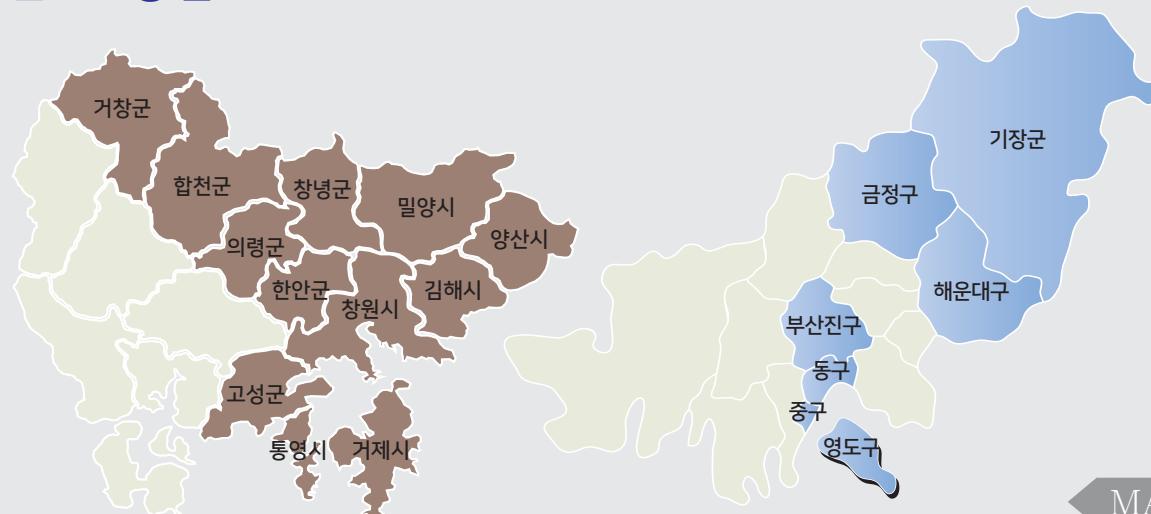 거창군
합천군
창녕군
밀양시
양산시
의령군
한안군
창원시
김해시
고성군
통영시
거제시
기장군
금정구
해운대구
부산진구
동구
중구
영도구
MA